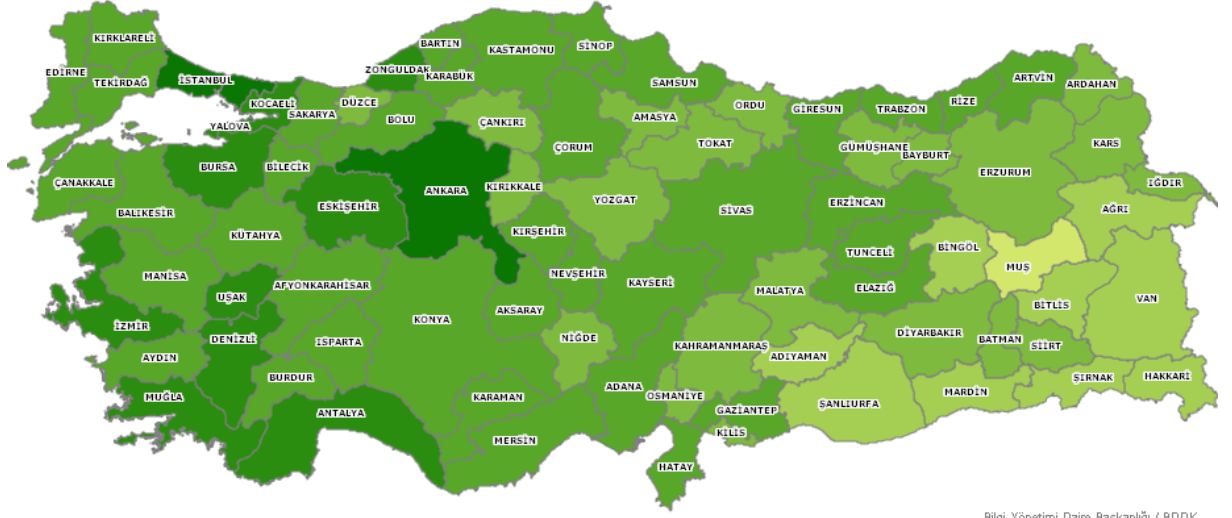 KIRKLARELİ
EDİRNE
TEKİRDAĞ
İSTANBUL
KOCAELİ
YALOVA
SAKARYA
DÜZCE
BOLU
ZONGULDAK
BARTIN
KARABÜK
KASTAMONU
SİNOP
SAMSUN
ÇANKIRI
ÇORUM
AMASYA
ORDU
TOKAT
GİRESUN
TRABZON
RİZE
ARTVİN
ARDAHAN
GÜMÜŞHANE
BAYBURT
KARS
ERZURUM
IĞDIR
AĞRI
ÇANAKKALE
BURSA
BİLECİK
ESKİŞEHİR
ANKARA
KIRIKKALE
YOZGAT
SİVAS
ERZİNCAN
BALIKESİR
KÜTAHYA
KIRŞEHİR
TUNCELİ
BİNGÖL
MUŞ
MANİSA
UŞAK
AFYONKARAHİSAR
NEVŞEHİR
KAYSERİ
MALATYA
ELAZIĞ
BİTLİS
VAN
İZMİR
DENİZLİ
ISPARTA
KONYA
AKSARAY
NİĞDE
KAHRAMANMARAŞ
ADIYAMAN
DİYARBAKIR
BATMAN
SİİRT
AYDIN
BURDUR
MUĞLA
ANTALYA
KARAMAN
MERSİN
ADANA
OSMANİYE
GAZİANTEP
KİLİS
HATAY
ŞANLIURFA
MARDİN
ŞIRNAK
HAKKARİ
Bilgi Yönetimi Daire Başkanlığı / BDDK